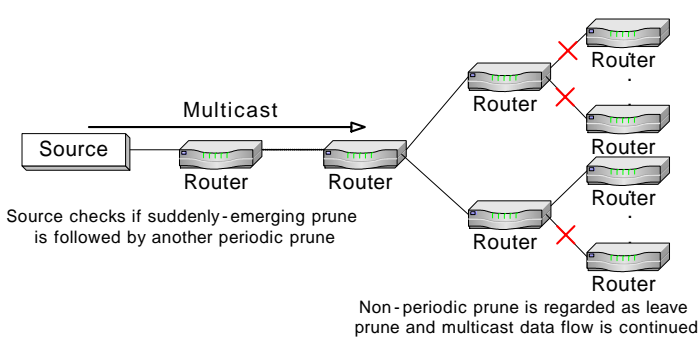 Router
Multicast
Router
Router
Source
Router
Router
Router
Source checks if suddenly-emerging prune
is followed by another periodic prune
Router
Router
Non-periodic prune is regarded as leave
prune and multicast data flow is continued